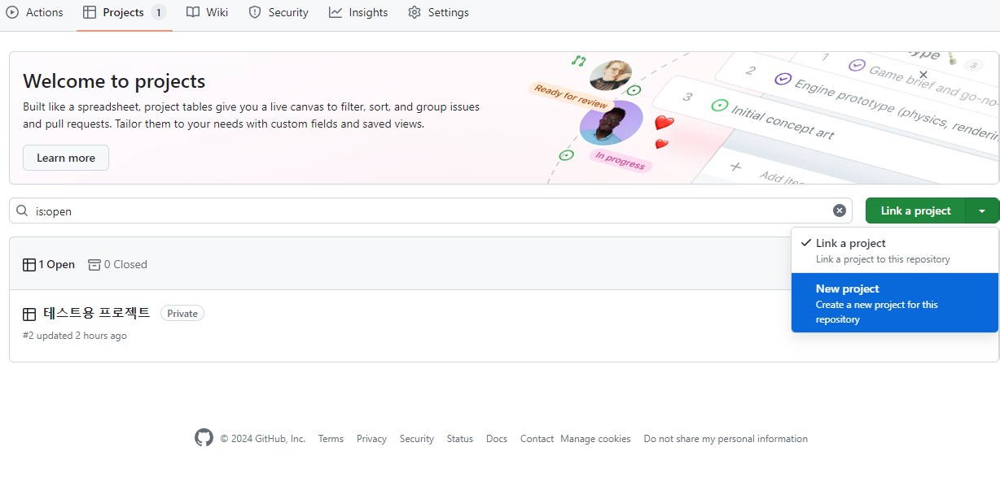 Actions Projects 1 Wiki Security Insights Settings
Welcome to projects
Built like a spreadsheet, project tables give you a live canvas to filter, sort, and group issues
and pull requests. Tailor them to your needs with custom fields and saved views.
Learn more
Ready for review
In progress
1 Game brief and go-no-
2 Engine prototype (physics, rendering
3 Initial concept art
+ Add ite
ype 3
is:open
Link a project
Link a project
Link a project to this repository
New project
Create a new project for this
repository
1 Open 0 Closed
테스트용 프로젝트 Private
#2 updated 2 hours ago
© 2024 GitHub, Inc. Terms Privacy Security Status Docs Contact Manage cookies Do not share my personal information